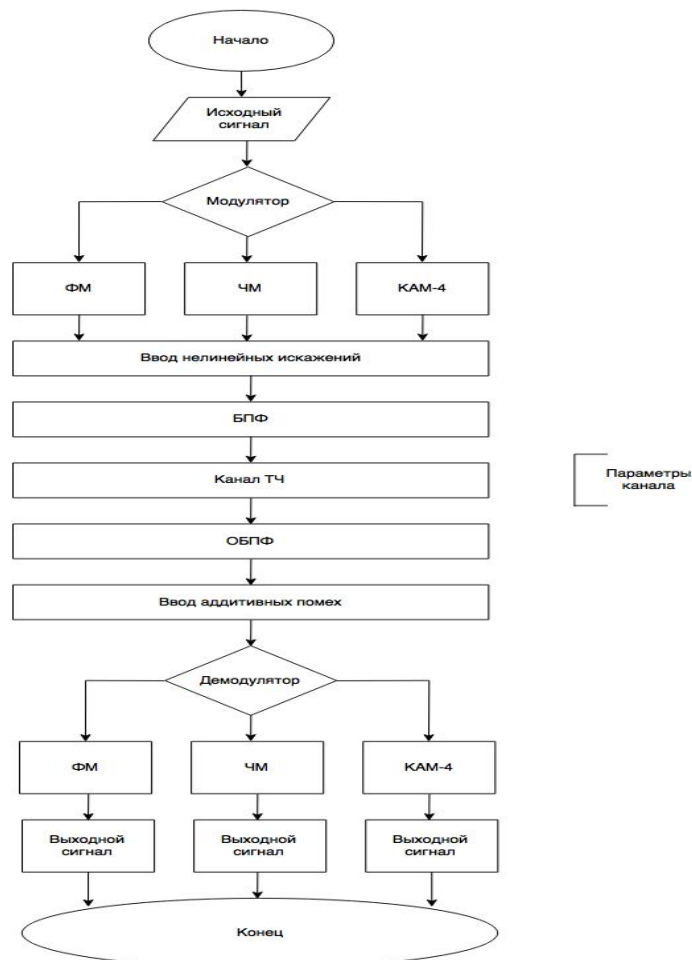 Начало
Исходный
сигнал
Модулятор
ФМ
ЧМ
КАМ-4
Ввод нелинейных искажений
БПФ
Канал ТЧ
Параметры
канала
ОБПФ
Ввод аддитивных помех
Демодулятор
ФМ
ЧМ
КАМ-4
Выходной
сигнал
Выходной
сигнал
Выходной
сигнал
Конец